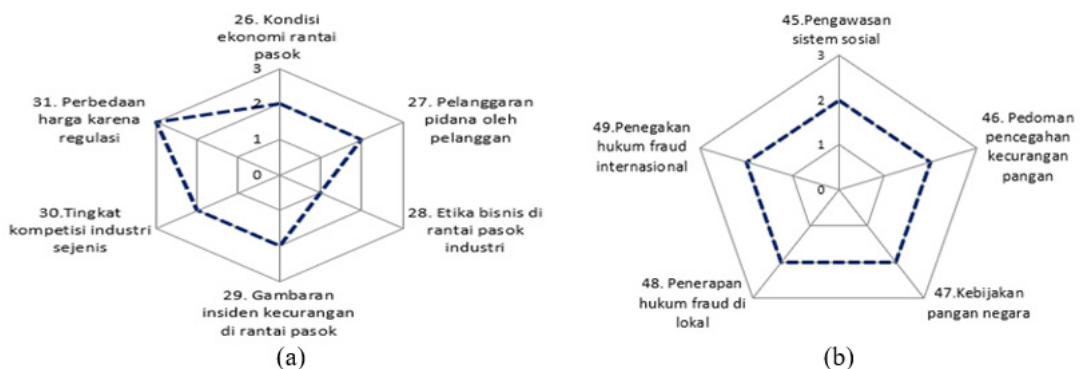 26. Kondisi
ekonomi rantai
pasok
3
2
1
0
27. Pelanggaran
pidana oleh
pelanggan
28. Etika bisnis di
rantai pasok
industri
29. Gambaran
insiden kecurangan
di rantai pasok
30.Tingkat
kompetisi industri
sejenis
31. Perbedaan
harga karena
regulasi
(a)
45.Pengawasan
sistem sosial
3
2
1
0
46. Pedoman
pencegahan
kecurangan
pangan
47.Kebijakan
pangan negara
48. Penerapan
hukum fraud di
lokal
49.Penegakan
hukum fraud
internasional
(b)